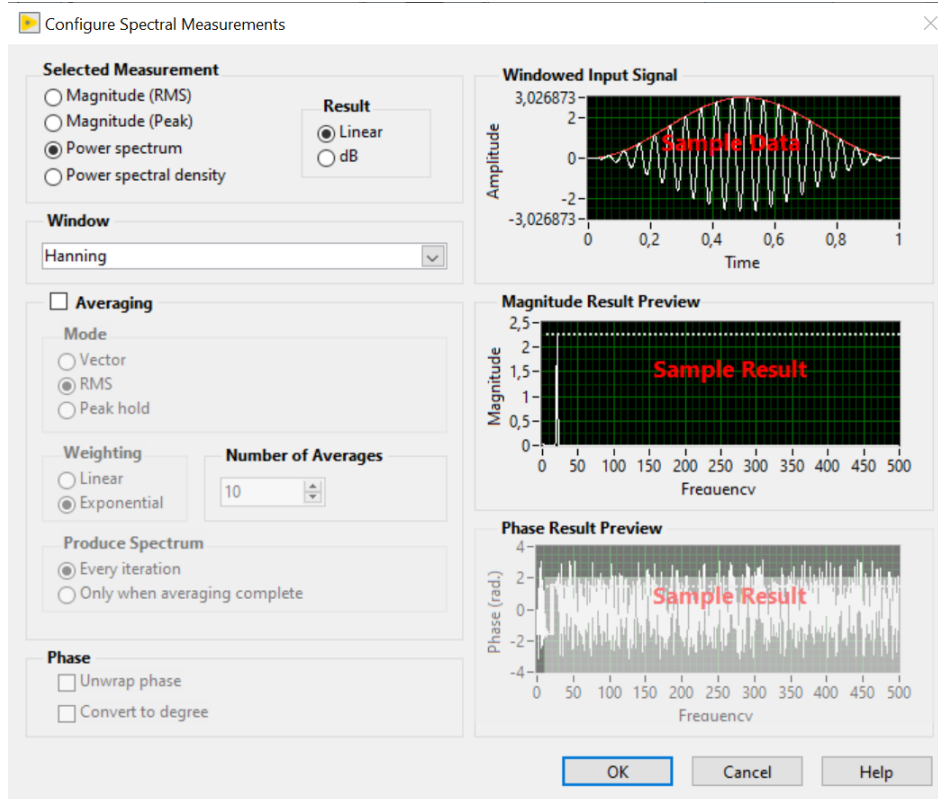 Configure Spectral Measurements
Selected Measurement
Magnitude (RMS)
Magnitude (Peak)
Power spectrum
Power spectral density
Result
Linear
dB
Window
Hanning
Averaging
Mode
Vector
RMS
Peak hold
Weighting
Linear
Exponential
Number of Averages
10
Produce Spectrum
Every iteration
Only when averaging complete
Phase
Unwrap phase
Convert to degree
Windowed Input Signal
3,026873
2
0
-2
-3,026873
Amplitude
Sample Data
0 0,2 0,4 0,6 0,8 1
Time
Magnitude Result Preview
2,5
2
1,5
1
0,5
0
Magnitude
Sample Result
0 50 100 150 200 250 300 350 400 450 500
Frequency
Phase Result Preview
4
2
0
-2
-4
Phase (rad.)
Sample Result
0 50 100 150 200 250 300 350 400 450 500
Frequency
OK Cancel Help